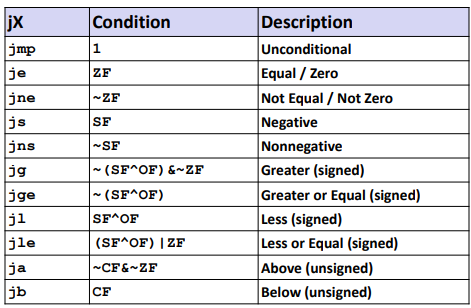 jX Condition Description
jmp 1 Unconditional
je ZF Equal / Zero
jne ~ZF Not Equal / Not Zero
js SF Negative
jns ~SF Nonnegative
jg ~(SF^OF)&~ZF Greater (signed)
jge ~(SF^OF) Greater or Equal (signed)
jl SF^OF Less (signed)
jle (SF^OF)|ZF Less or Equal (signed)
ja ~CF&~ZF Above (unsigned)
jb CF Below (unsigned)